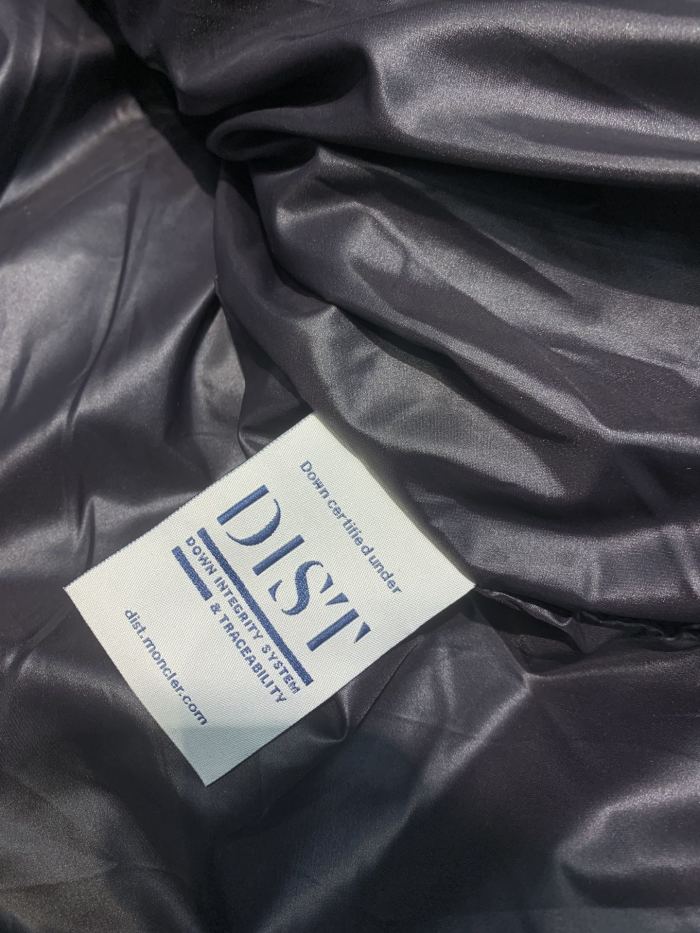 Down certified under
DIST
DOWN INTEGRITY SYSTEM
& TRACEABILITY
dist.moncler.com